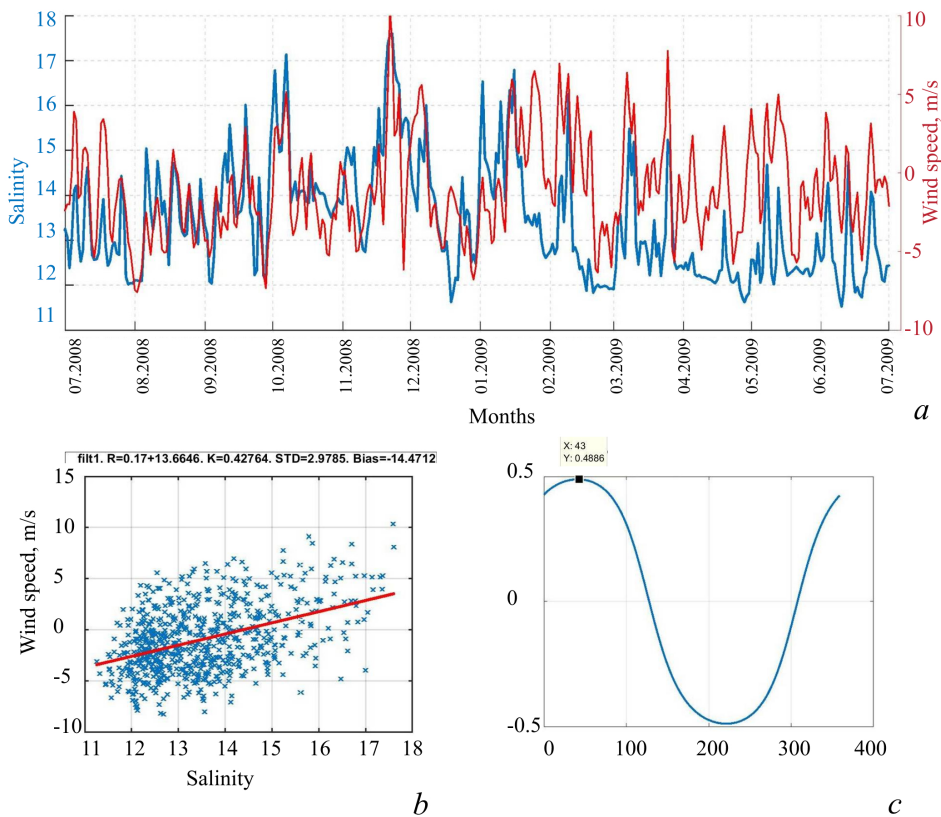 18
17
16
15
14
13
12
11
Salinity
10
5
0
-5
-10
Wind speed, m/s
07.2008
08.2008
09.2008
10.2008
11.2008
12.2008
01.2009
02.2009
03.2009
04.2009
05.2009
06.2009
07.2009
Months
a
filt1. R=0.17+13.6646. K=0.42764. STD=2.9785. Bias=-14.4712
15
10
5
0
-5
-10
Wind speed, m/s
11 12 13 14 15 16 17 18
Salinity
b
X: 43
Y: 0.4886
0.5
0
-0.5
0 100 200 300 400
c